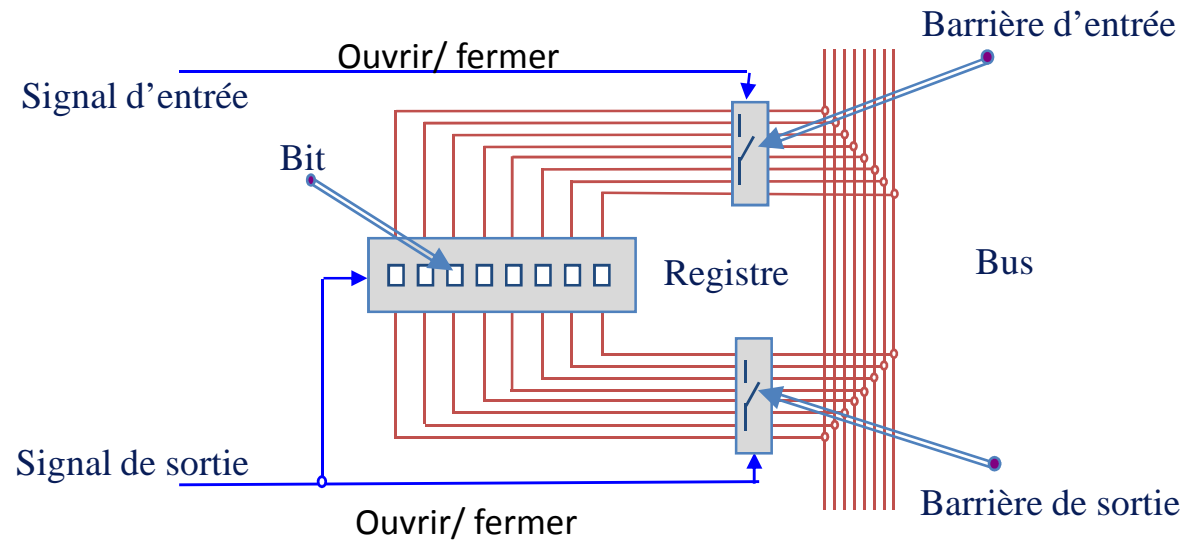 Barrière d’entrée
Ouvrir/ fermer
Signal d’entrée
Bit
Registre
Bus
Signal de sortie
Barrière de sortie
Ouvrir/ fermer